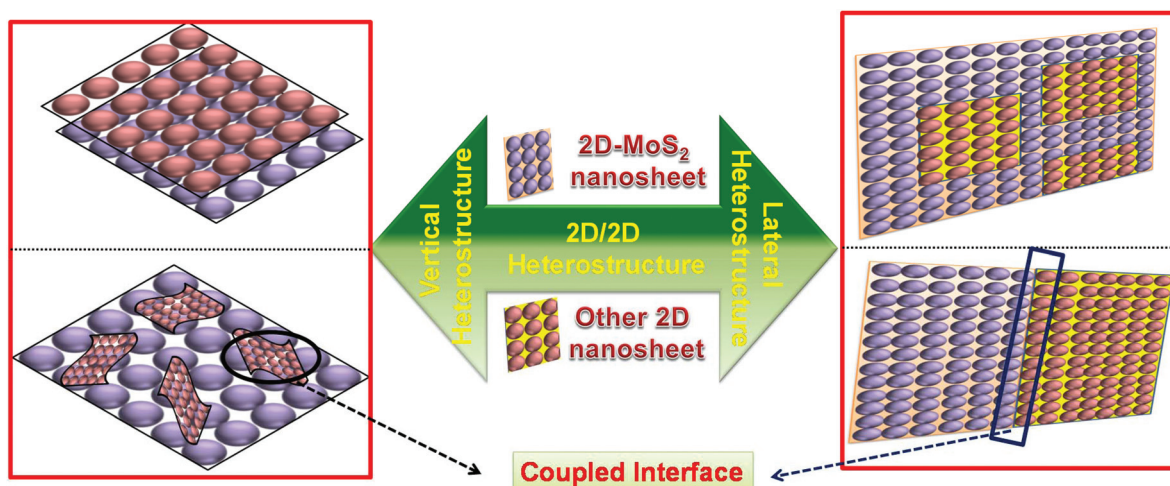 2D-MoS₂
nanosheet
Vertical
Heterostructure
2D/2D
Heterostructure
Lateral
Heterostructure
Other 2D
nanosheet
Coupled Interface